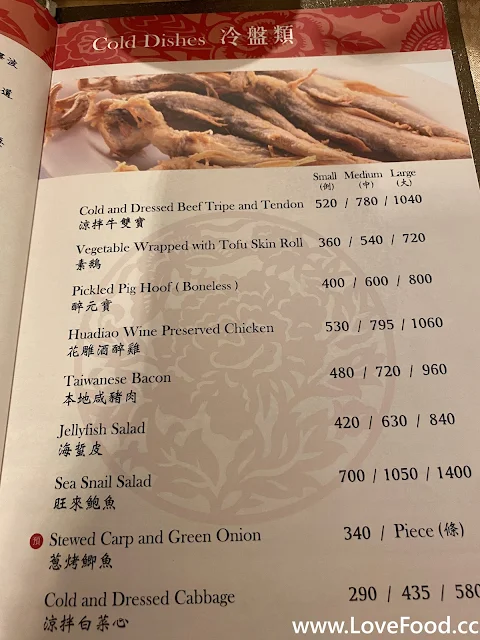 Cold Dishes 冷盤類
Small Medium Large
(例) (中) (大)
Cold and Dressed Beef Tripe and Tendon 520 / 780 / 1040
涼拌牛雙寶
Vegetable Wrapped with Tofu Skin Roll 360 / 540 / 720
素鵝
Pickled Pig Hoof ( Boneless ) 400 / 600 / 800
醉元寶
Huadiao Wine Preserved Chicken 530 / 795 / 1060
花雕酒醉雞
Taiwanese Bacon 480 / 720 / 960
本地咸豬肉
Jellyfish Salad 420 / 630 / 840
海蜇皮
Sea Snail Salad 700 / 1050 / 1400
旺來鮑魚
預 Stewed Carp and Green Onion 340 / Piece (條)
蔥烤鯽魚
Cold and Dressed Cabbage 290 / 435 / 580
涼拌白菜心
www.LoveFood.cc